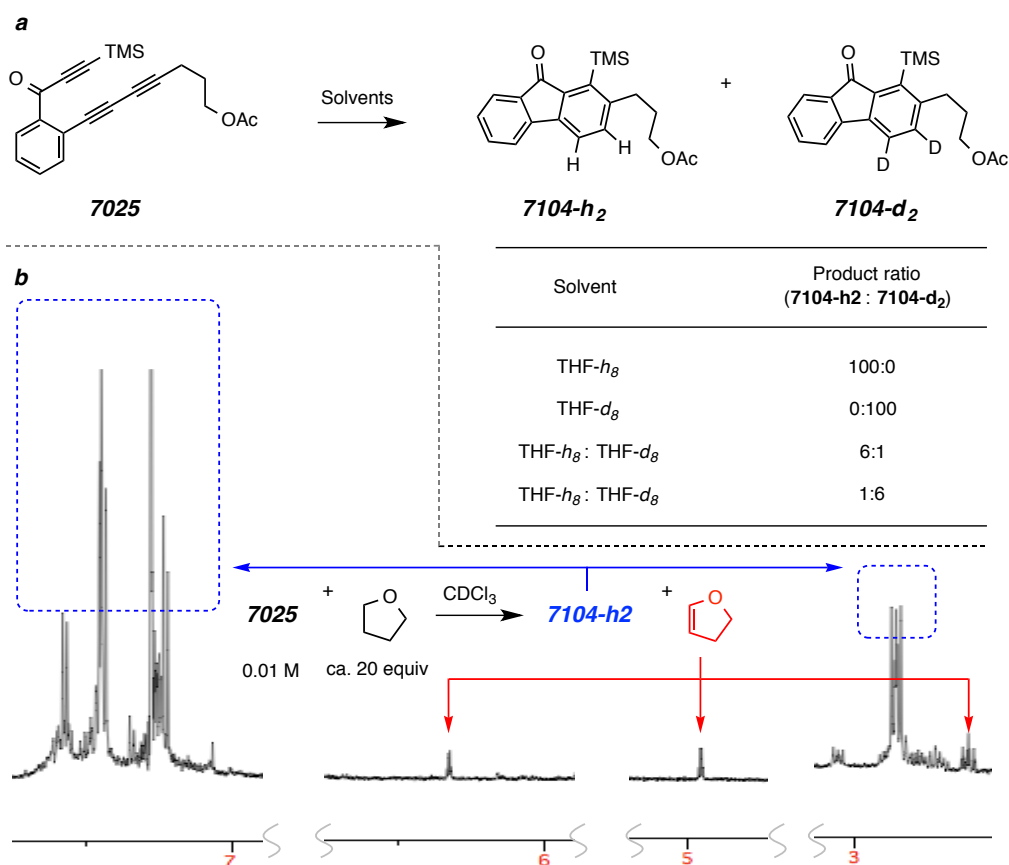 a
TMS
O
OAc
7025
Solvents
O
TMS
H
H
OAc
7104-h2
+
O
TMS
D
D
OAc
7104-d2
Solvent
Product ratio
(7104-h2 : 7104-d2)
THF-h8
100:0
THF-d8
0:100
THF-h8 : THF-d8
6:1
THF-h8 : THF-d8
1:6
b
7025
+
O
CDCl3
7104-h2
+
O
0.01 M
ca. 20 equiv
7
6
5
3